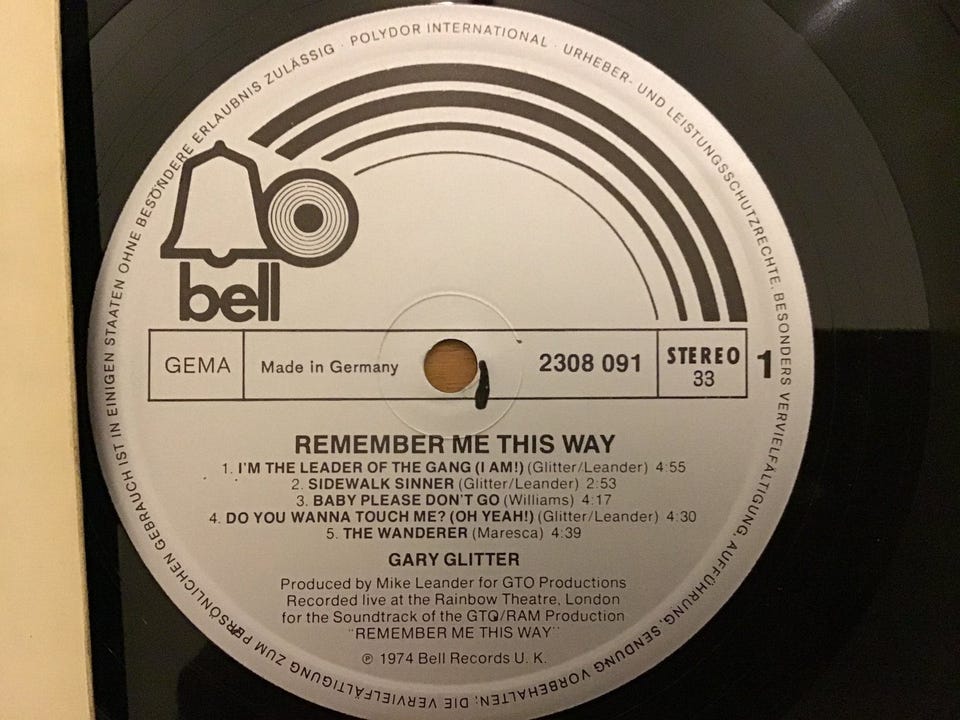 URHEBER- UND LEISTUNGSSCHUTZRECHTE, BESONDERS VERVIELFÄLTIGUNG, AUFFÜHRUNG, SENDUNG VORBEHALTEN; DIE VERVIELFÄLTIGUNG ZUM PERSÖNLICHEN GEBRAUCH IST IN EINIGEN STAATEN OHNE BESONDERE ERLAUBNIS ZULÄSSIG · POLYDOR INTERNATIONAL ·
bell
GEMA
Made in Germany
2308 091
STEREO
33
1
REMEMBER ME THIS WAY
1. I'M THE LEADER OF THE GANG (I AM!) (Glitter/Leander) 4:55
2. SIDEWALK SINNER (Glitter/Leander) 2:53
3. BABY PLEASE DON'T GO (Williams) 4:17
4. DO YOU WANNA TOUCH ME? (OH YEAH!) (Glitter/Leander) 4:30
5. THE WANDERER (Maresca) 4:39
GARY GLITTER
Produced by Mike Leander for GTO Productions
Recorded live at the Rainbow Theatre, London
for the Soundtrack of the GTO/RAM Production
"REMEMBER ME THIS WAY"
℗ 1974 Bell Records U. K.